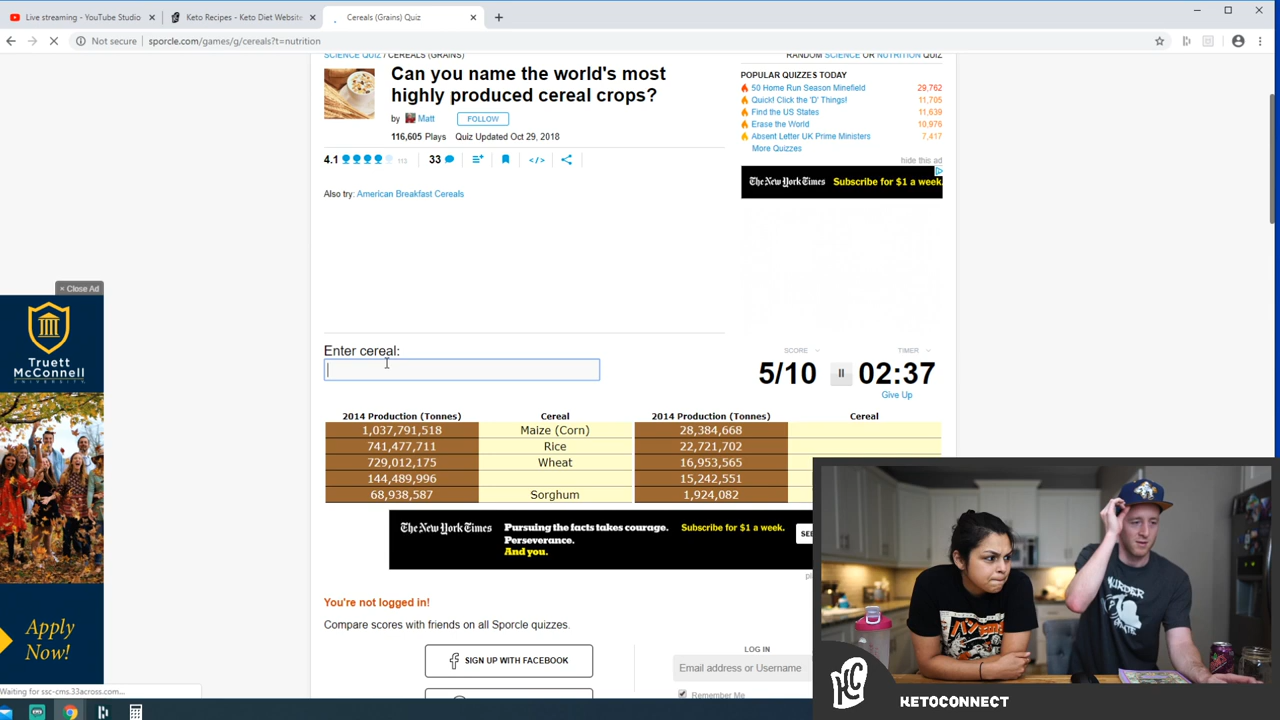 Live streaming - YouTube Studio
Keto Recipes - Keto Diet Website
Cereals (Grains) Quiz
Not secure
sporcle.com/games/g/cereals?t=nutrition
SCIENCE QUIZ / CEREALS (GRAINS)
RANDOM SCIENCE OR NUTRITION QUIZ
Can you name the world's most
highly produced cereal crops?
by Matt
FOLLOW
116,605 Plays
Quiz Updated Oct 29, 2018
4.1
113
33
</>
Also try: American Breakfast Cereals
POPULAR QUIZZES TODAY
50 Home Run Season Minefield 29,762
Quick! Click the 'D' Things! 11,705
Find the US States 11,639
Erase the World 10,976
Absent Letter UK Prime Ministers 7,417
More Quizzes
hide this ad
The New York Times Subscribe for $1 a week.
× Close Ad
Truett
McConnell
UNIVERSITY
Apply
Now!
Enter cereal:
SCORE
TIMER
5/10
02:37
Give Up
2014 Production (Tonnes) Cereal 2014 Production (Tonnes) Cereal
1,037,791,518 Maize (Corn) 28,384,668
741,477,711 Rice 22,721,702
729,012,175 Wheat 16,953,565
144,489,996 15,242,551
68,938,587 Sorghum 1,924,082
The New York Times
Pursuing the facts takes courage.
Perseverance.
And you.
Subscribe for $1 a week.
You're not logged in!
Compare scores with friends on all Sporcle quizzes.
SIGN UP WITH FACEBOOK
LOG IN
Email address or Username
Remember Me
Waiting for ssc-cms.33across.com...
MURDER
KC
KETOCONNECT